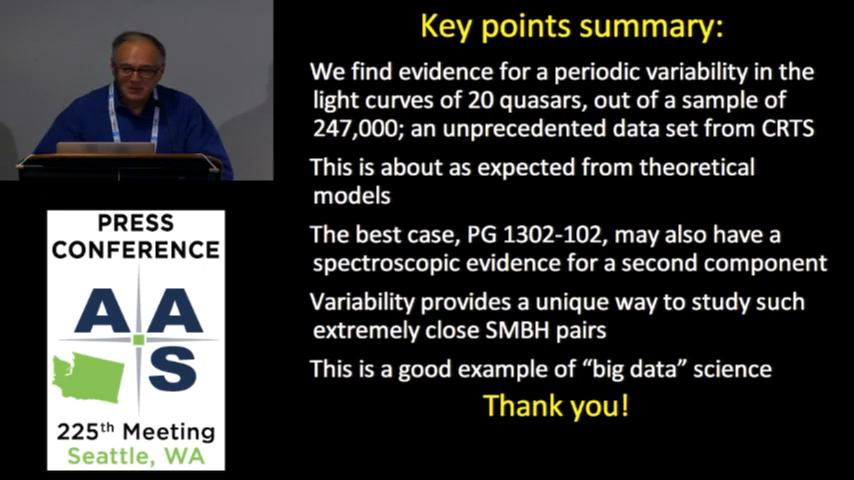 Key points summary:
We find evidence for a periodic variability in the
light curves of 20 quasars, out of a sample of
247,000; an unprecedented data set from CRTS
This is about as expected from theoretical
models
The best case, PG 1302-102, may also have a
spectroscopic evidence for a second component
Variability provides a unique way to study such
extremely close SMBH pairs
This is a good example of “big data” science
Thank you!
PRESS
CONFERENCE
A A
S
225th Meeting
Seattle, WA